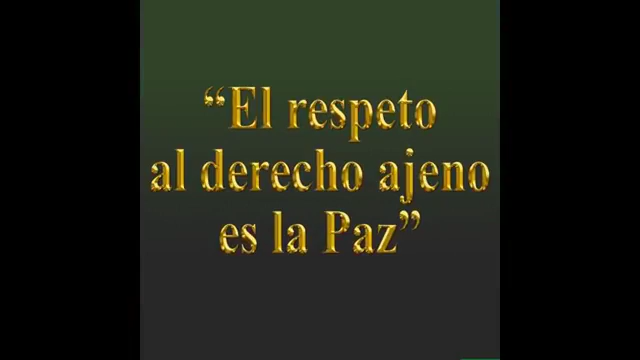 “El respeto
al derecho ajeno
es la Paz”